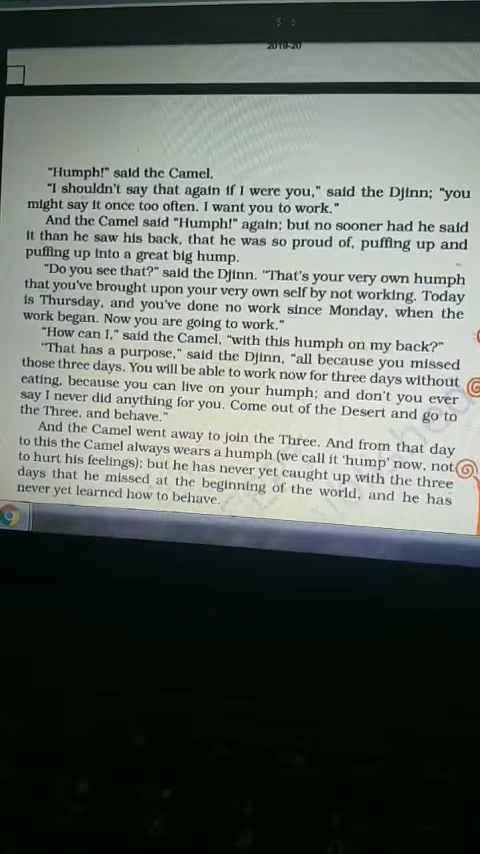 2019-20
"Humph!" said the Camel.
"I shouldn't say that again if I were you," said the Djinn; "you
might say it once too often. I want you to work."
And the Camel said "Humph!" again; but no sooner had he said
it than he saw his back, that he was so proud of, puffing up and
puffing up into a great big hump.
"Do you see that?" said the Djinn. "That's your very own humph
that you've brought upon your very own self by not working. Today
is Thursday, and you've done no work since Monday, when the
work began. Now you are going to work."
"How can I," said the Camel, "with this humph on my back?"
"That has a purpose," said the Djinn, "all because you missed
those three days. You will be able to work now for three days without
eating, because you can live on your humph; and don't you ever
say I never did anything for you. Come out of the Desert and go to
the Three, and behave."
And the Camel went away to join the Three. And from that day
to this the Camel always wears a humph (we call it 'hump' now, not
to hurt his feelings); but he has never yet caught up with the three
days that he missed at the beginning of the world, and he has
never yet learned how to behave.